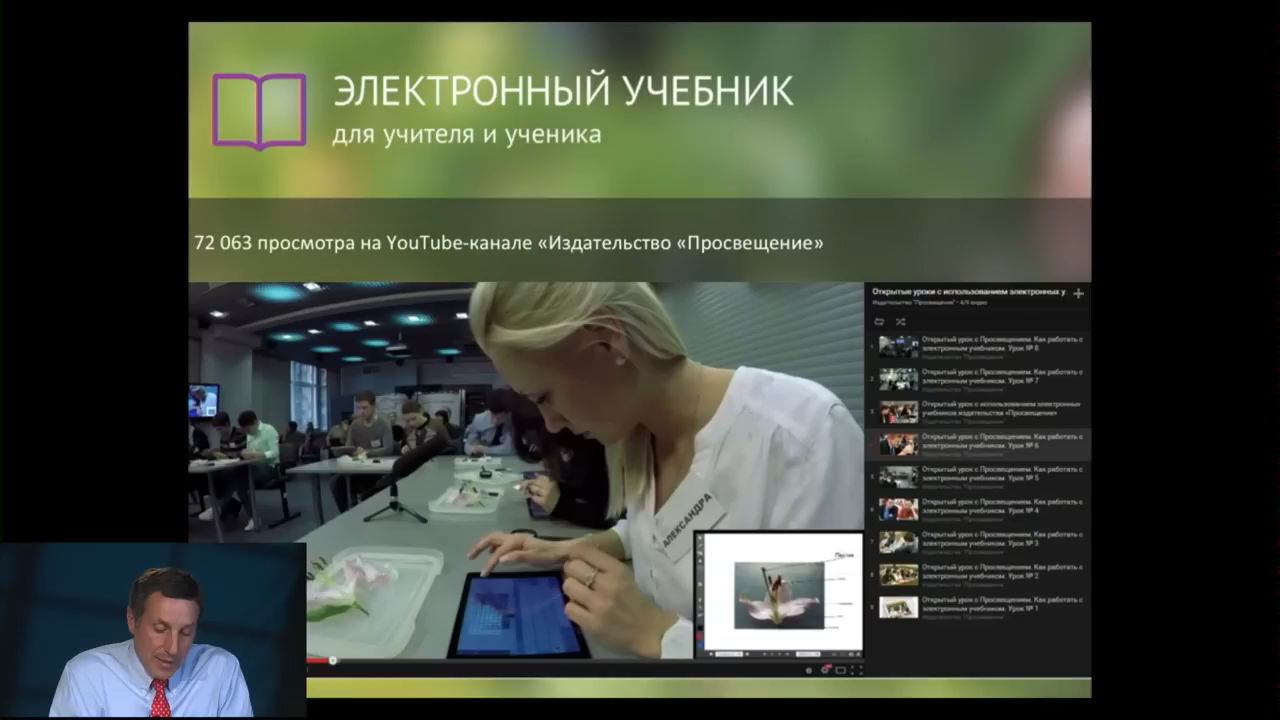 ЭЛЕКТРОННЫЙ УЧЕБНИК
для учителя и ученика
72 063 просмотра на YouTube-канале «Издательство «Просвещение»
Открытые уроки с использованием электронных у
Издательство "Просвещение" - 4/9 видео
Открытый урок с Просвещением. Как работать с
электронным учебником. Урок № 8
Открытый урок с Просвещением. Как работать с
электронным учебником. Урок № 7
Открытый урок с использованием электронных
учебников издательства «Просвещение»
Открытый урок с Просвещением. Как работать с
электронным учебником. Урок № 6
Открытый урок с Просвещением. Как работать с
электронным учебником. Урок № 5
Открытый урок с Просвещением. Как работать с
электронным учебником. Урок № 4
Открытый урок с Просвещением. Как работать с
электронным учебником. Урок № 3
Открытый урок с Просвещением. Как работать с
электронным учебником. Урок № 2
Открытый урок с Просвещением. Как работать с
электронным учебником. Урок № 1
АЛЕКСАНДРА